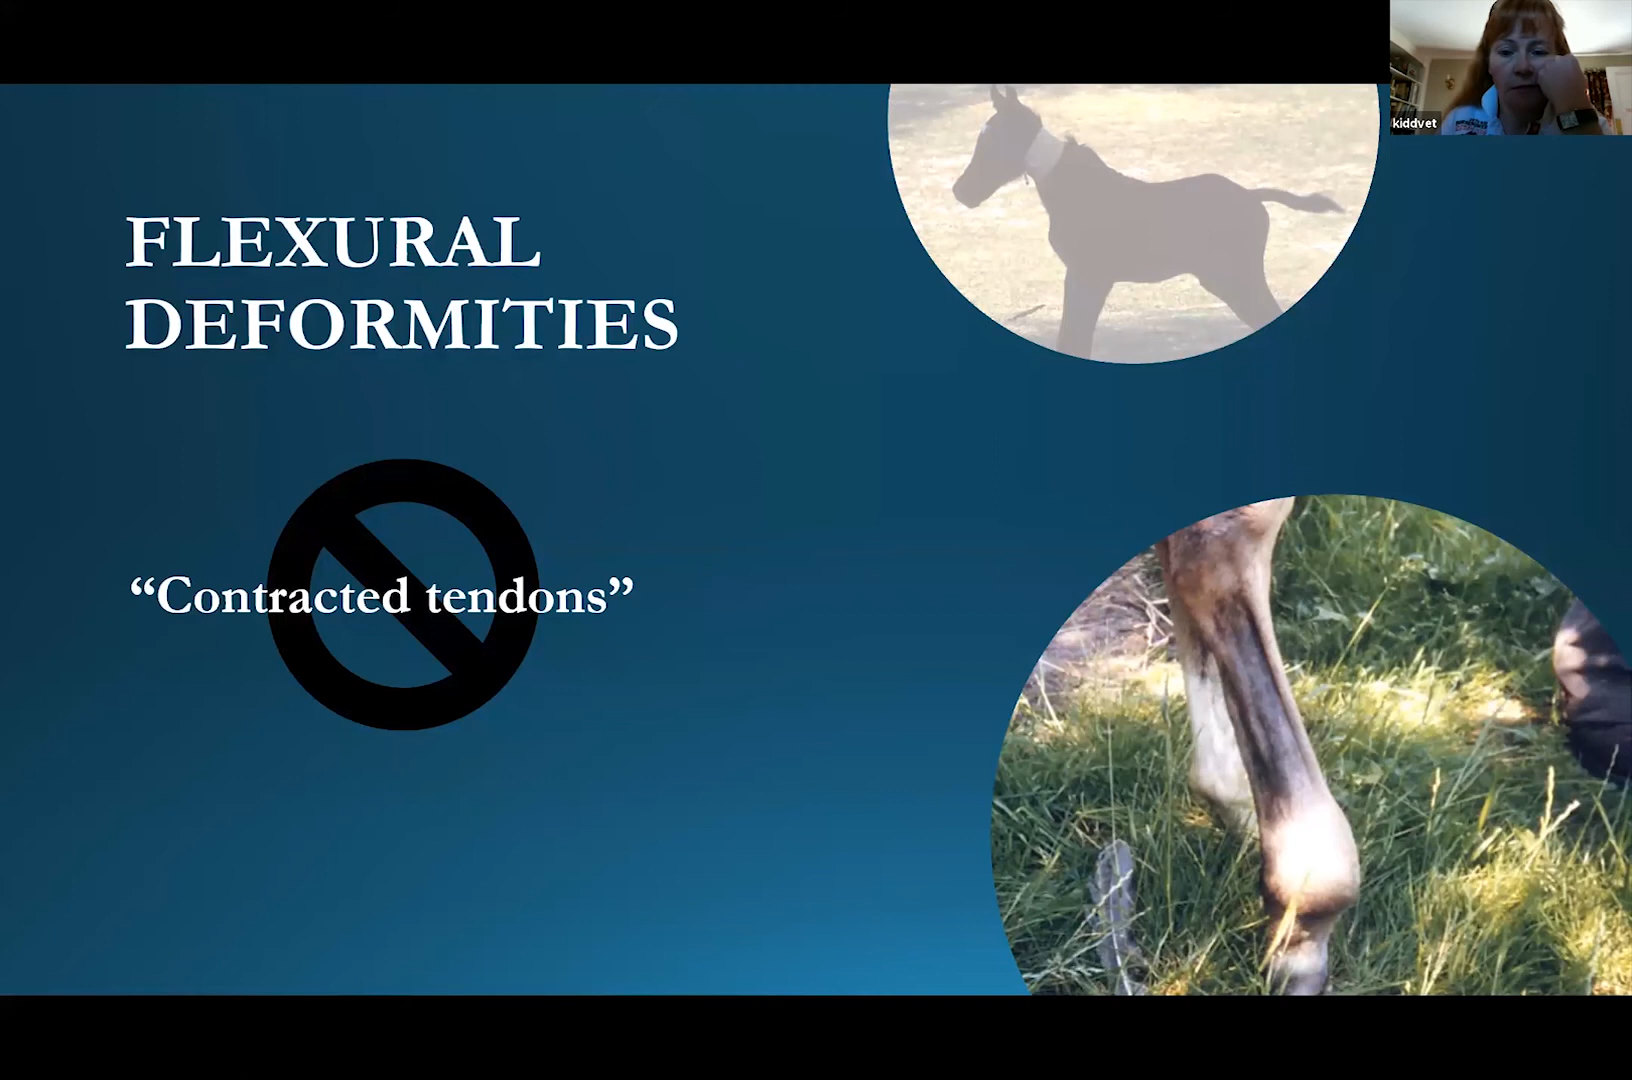 kiddvet
FLEXURAL
DEFORMITIES
“Contracted tendons”